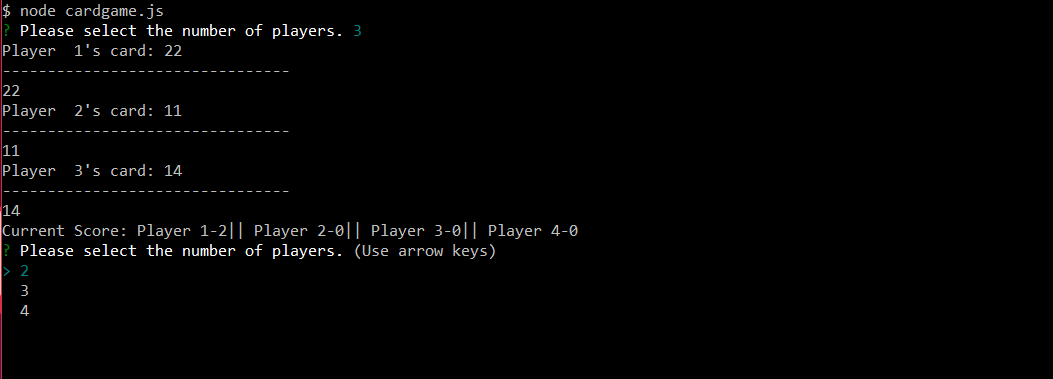 $ node cardgame.js
? Please select the number of players. 3
Player  1's card: 22
--------------------------------
22
Player  2's card: 11
--------------------------------
11
Player  3's card: 14
--------------------------------
14
Current Score: Player 1-2|| Player 2-0|| Player 3-0|| Player 4-0
? Please select the number of players. (Use arrow keys)
> 2
  3
  4